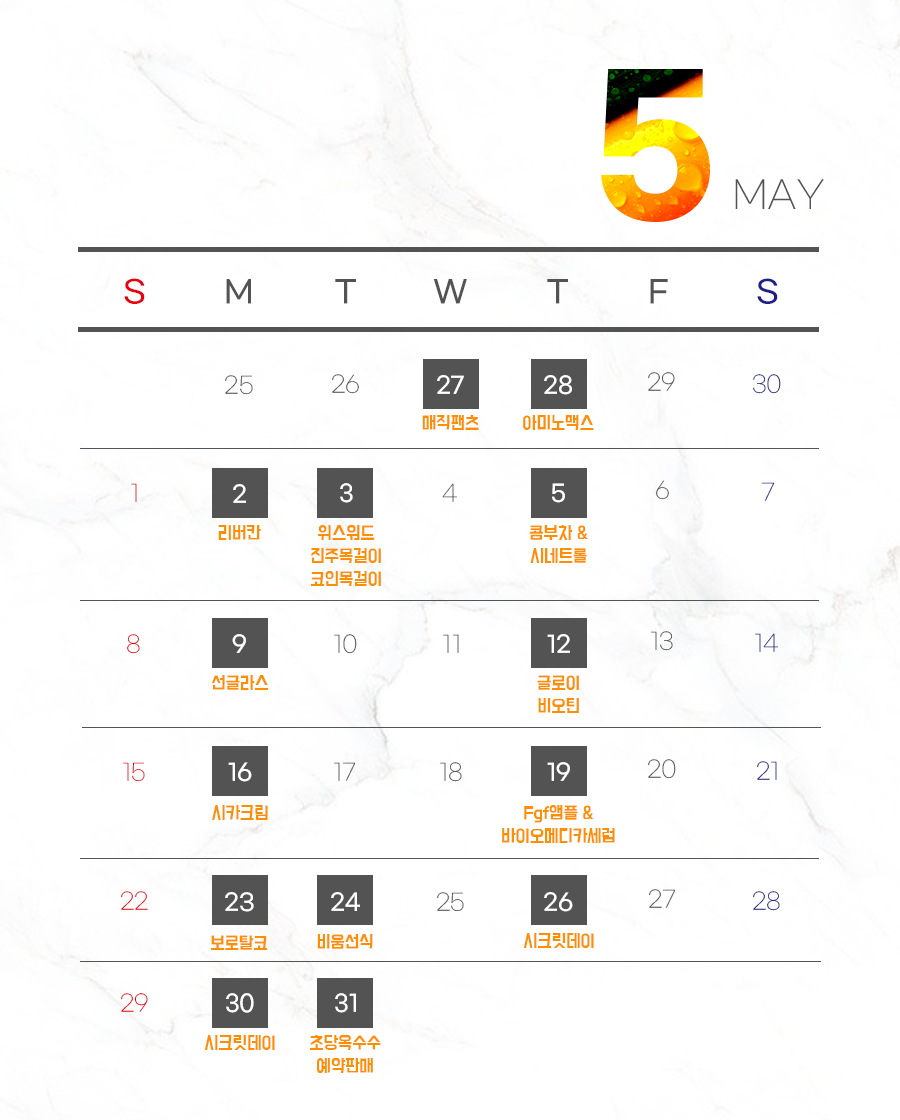 5 MAY
S M T W T F S
25 26 27 28 29 30
매직팬츠 아미노맥스
1 2 3 4 5 6 7
리버칸 위스위드 콤부차 &
진주목걸이 시네트롤
코인목걸이
8 9 10 11 12 13 14
선글라스 글로이
비오틴
15 16 17 18 19 20 21
시카크림 Fgf앰플 &
바이오메디카세럼
22 23 24 25 26 27 28
보로탈코 비움선식 시크릿데이
29 30 31
시크릿데이 초당옥수수
예약판매